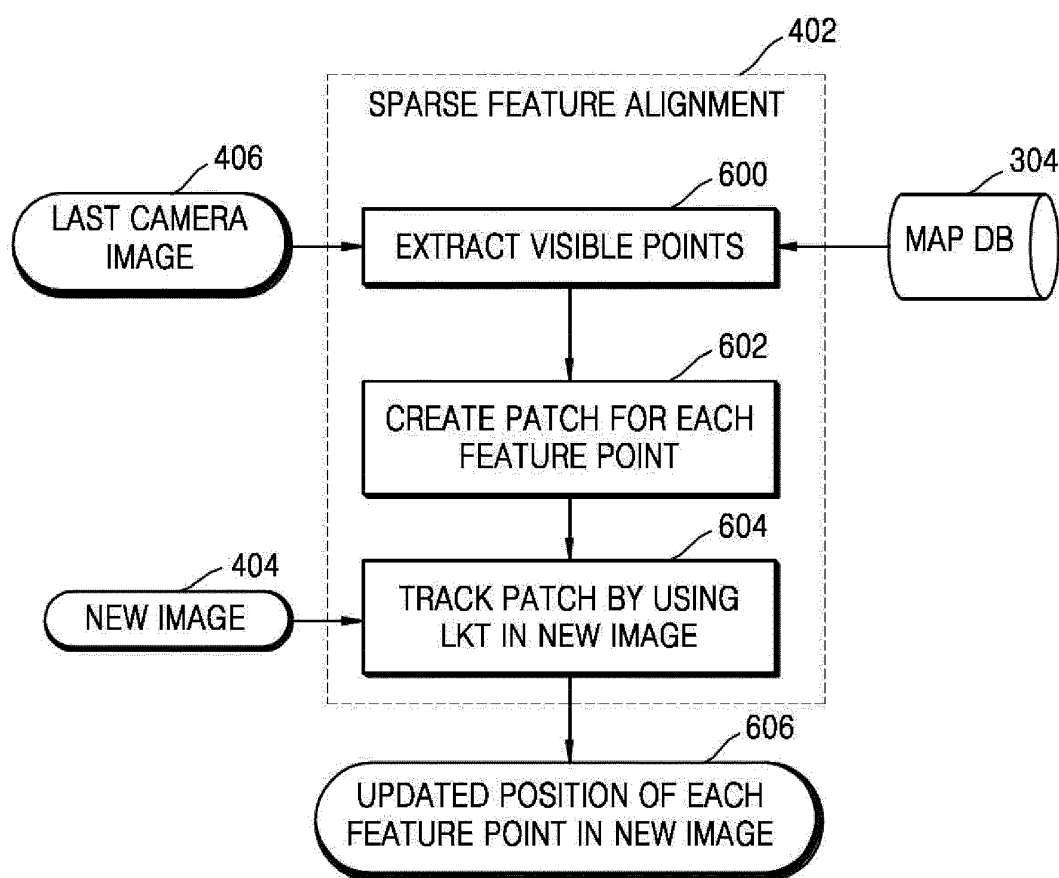 402
SPARSE FEATURE ALIGNMENT
406
LAST CAMERA
IMAGE
600
EXTRACT VISIBLE POINTS
304
MAP DB
602
CREATE PATCH FOR EACH
FEATURE POINT
404
NEW IMAGE
604
TRACK PATCH BY USING
LKT IN NEW IMAGE
606
UPDATED POSITION OF EACH
FEATURE POINT IN NEW IMAGE